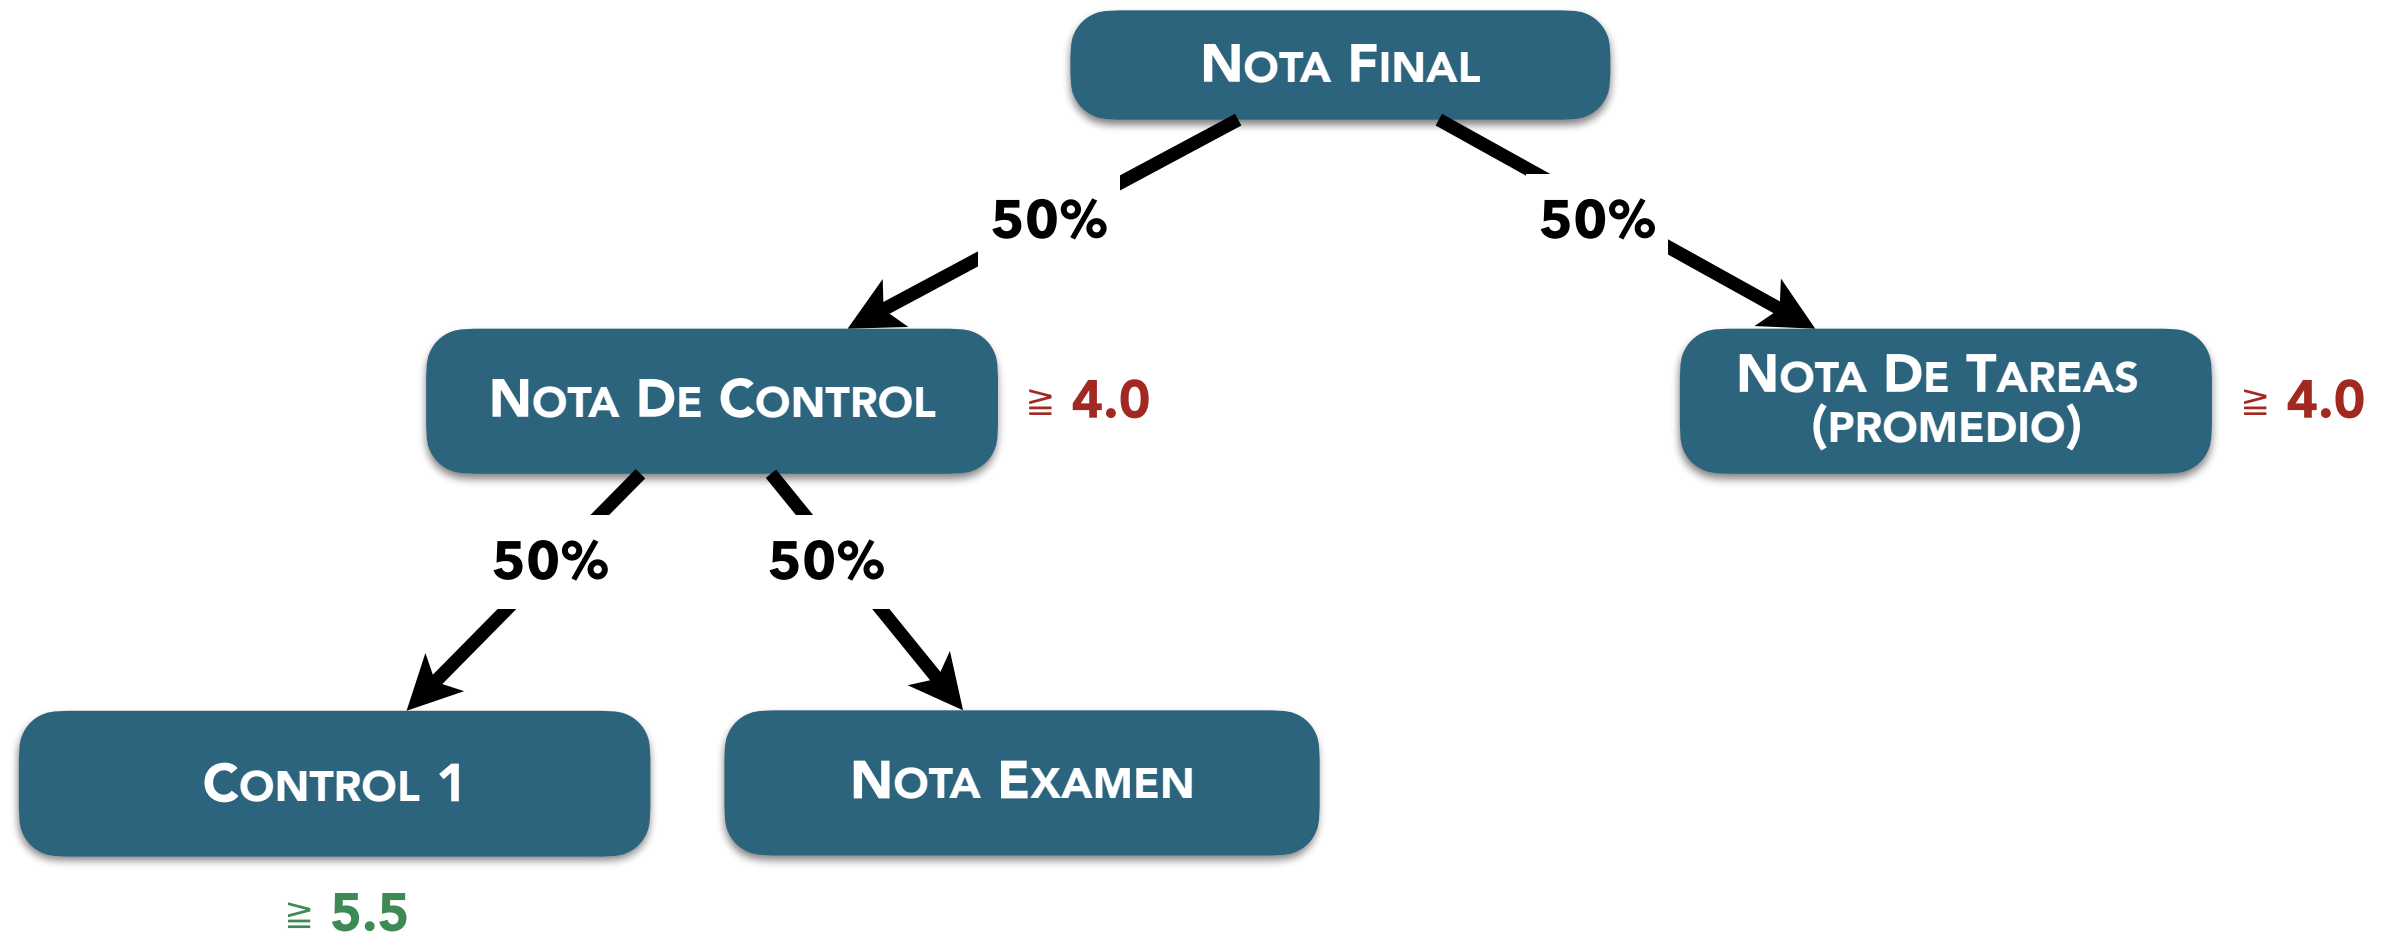 Nota Final
50%
50%
Nota De Control
≧ 4.0
Nota De Tareas
(promedio)
≧ 4.0
50%
50%
Control 1
Nota Examen
≧ 5.5